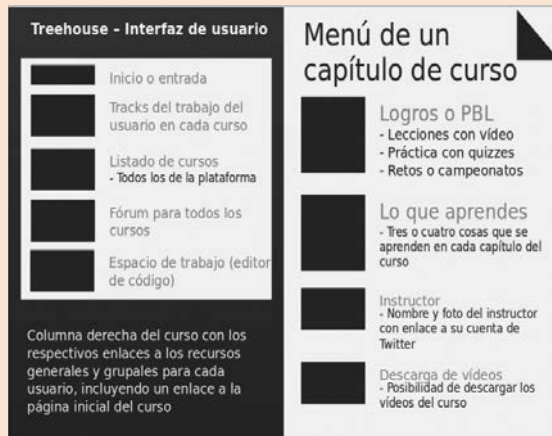 Treehouse – Interfaz de usuario
Inicio o entrada
Tracks del trabajo del
usuario en cada curso
Listado de cursos
- Todos los de la plataforma
Fórum para todos los
cursos
Espacio de trabajo (editor
de código)
Columna derecha del curso con los
respectivos enlaces a los recursos
generales y grupales para cada
usuario, incluyendo un enlace a la
página inicial del curso
Menú de un
capítulo de curso
Logros o PBL
- Lecciones con vídeo
- Práctica con quizzes
- Retos o campeonatos
Lo que aprendes
- Tres o cuatro cosas que se
aprenden en cada capítulo del
curso
Instructor
- Nombre y foto del instructor
con enlace a su cuenta de
Twitter
Descarga de vídeos
- Posibilidad de descargar los
vídeos del curso